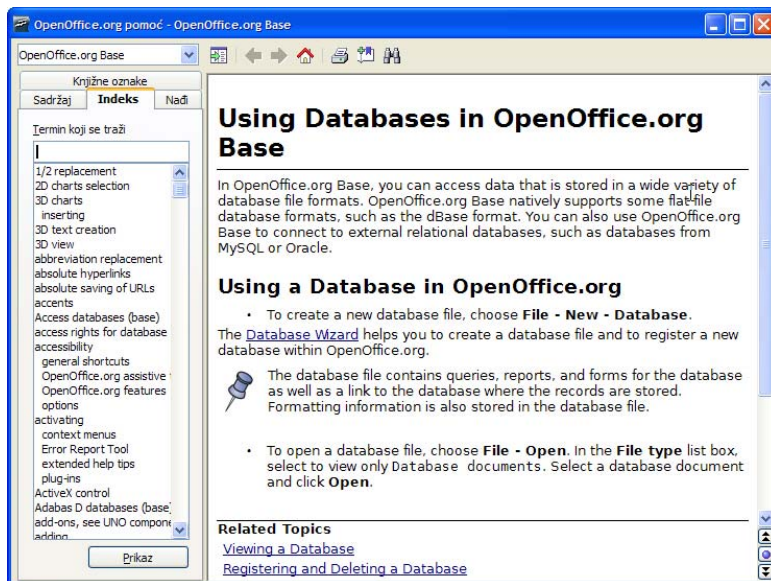 OpenOffice.org pomoć - OpenOffice.org Base
OpenOffice.org Base
Knjižne oznake
Sadržaj Indeks Nađi
Termin koji se traži
1/2 replacement
2D charts selection
3D charts
inserting
3D text creation
3D view
abbreviation replacement
absolute hyperlinks
absolute saving of URLs
accents
Access databases (base)
access rights for database
accessibility
general shortcuts
OpenOffice.org assistive
OpenOffice.org features
options
activating
context menus
Error Report Tool
extended help tips
plug-ins
ActiveX control
Adabas D databases (base)
add-ons, see UNO compone
adding
Prikaz
Using Databases in OpenOffice.org
Base
In OpenOffice.org Base, you can access data that is stored in a wide variety of
database file formats. OpenOffice.org Base natively supports some flat file
database formats, such as the dBase format. You can also use OpenOffice.org
Base to connect to external relational databases, such as databases from
MySQL or Oracle.
Using a Database in OpenOffice.org
• To create a new database file, choose File - New - Database.
The Database Wizard helps you to create a database file and to register a new
database within OpenOffice.org.
The database file contains queries, reports, and forms for the database
as well as a link to the database where the records are stored.
Formatting information is also stored in the database file.
• To open a database file, choose File - Open. In the File type list box,
select to view only Database documents. Select a database document
and click Open.
Related Topics
Viewing a Database
Registering and Deleting a Database